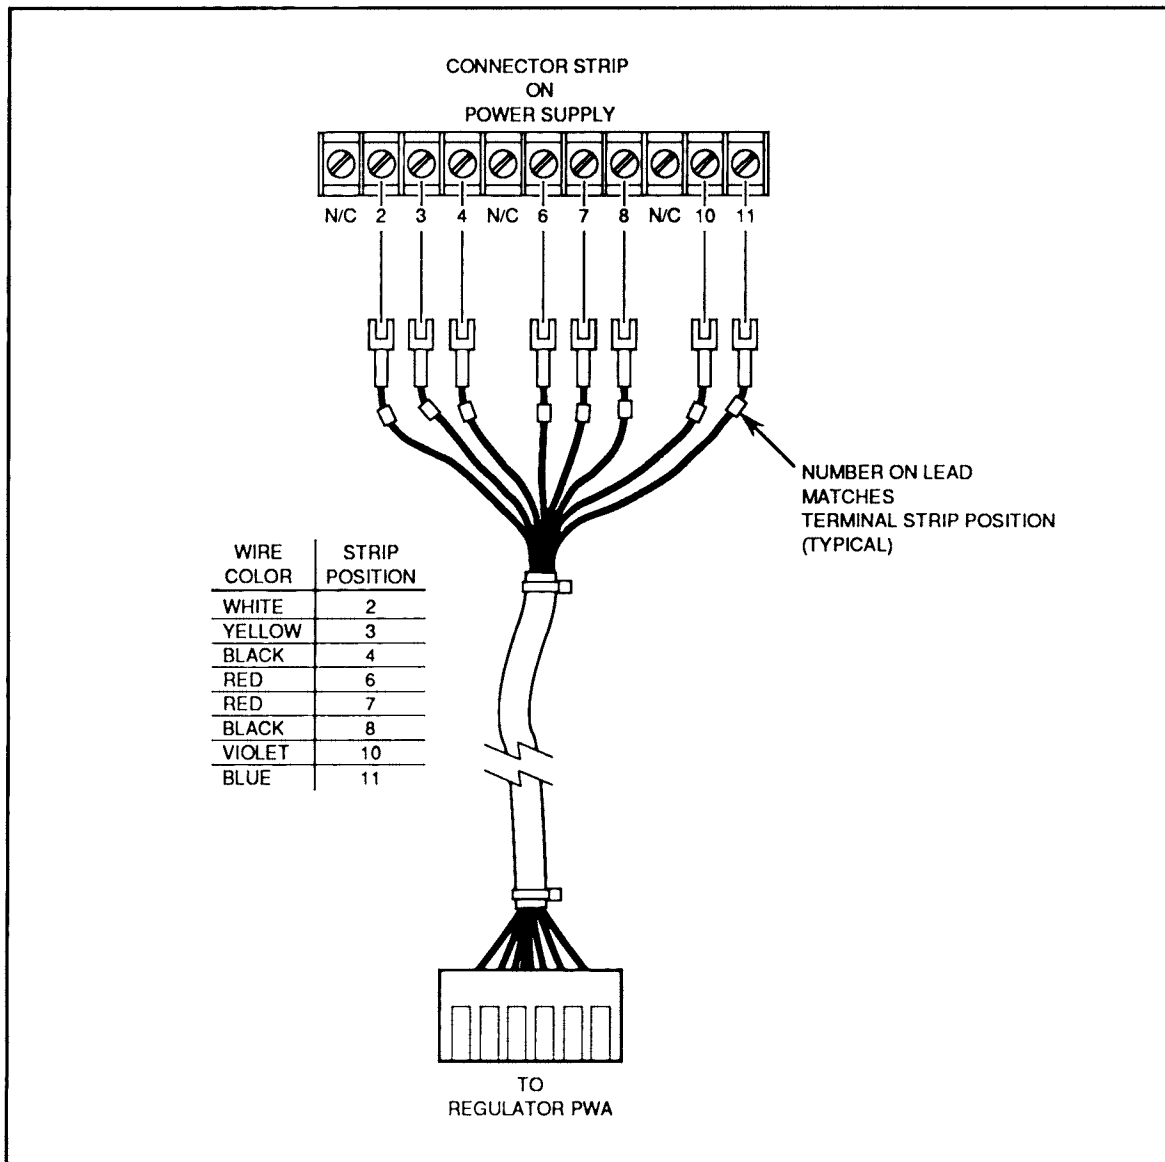 CONNECTOR STRIP
ON
POWER SUPPLY
N/C 2 3 4 N/C 6 7 8 N/C 10 11
NUMBER ON LEAD
MATCHES
TERMINAL STRIP POSITION
(TYPICAL)
WIRE COLOR STRIP POSITION
WHITE 2
YELLOW 3
BLACK 4
RED 6
RED 7
BLACK 8
VIOLET 10
BLUE 11
TO
REGULATOR PWA